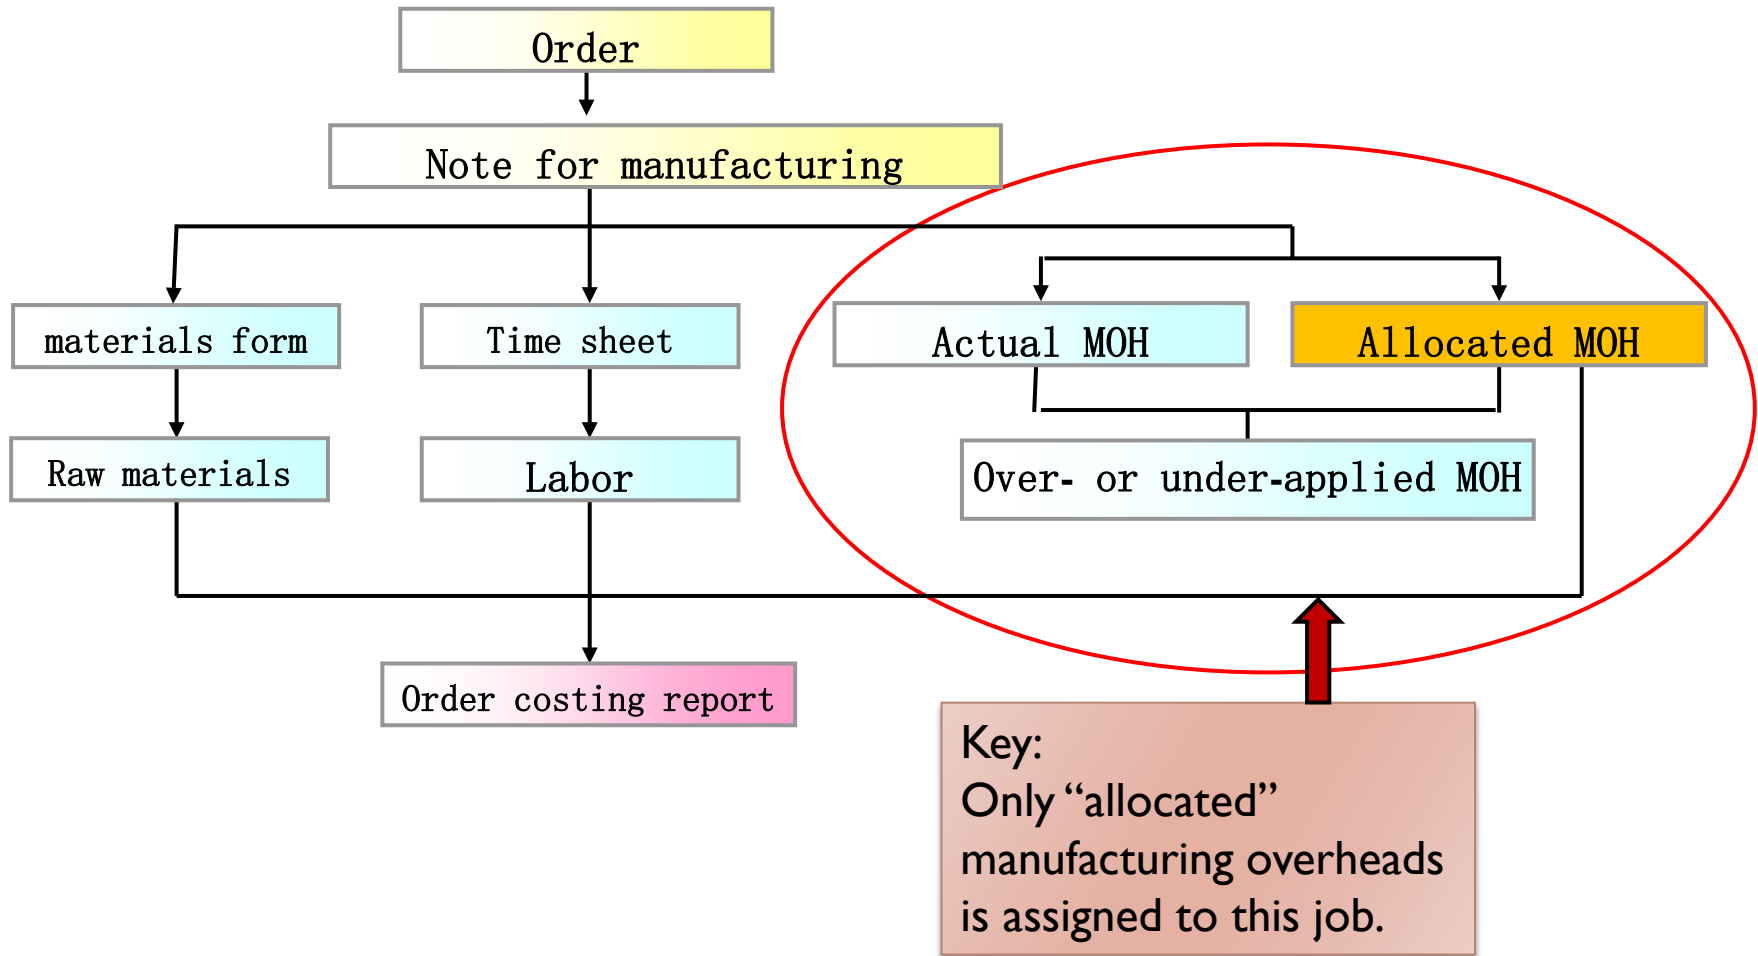 Order
Note for manufacturing
materials form
Time sheet
Actual MOH
Allocated MOH
Raw materials
Labor
Over- or under-applied MOH
Order costing report
Key:
Only “allocated”
manufacturing overheads
is assigned to this job.